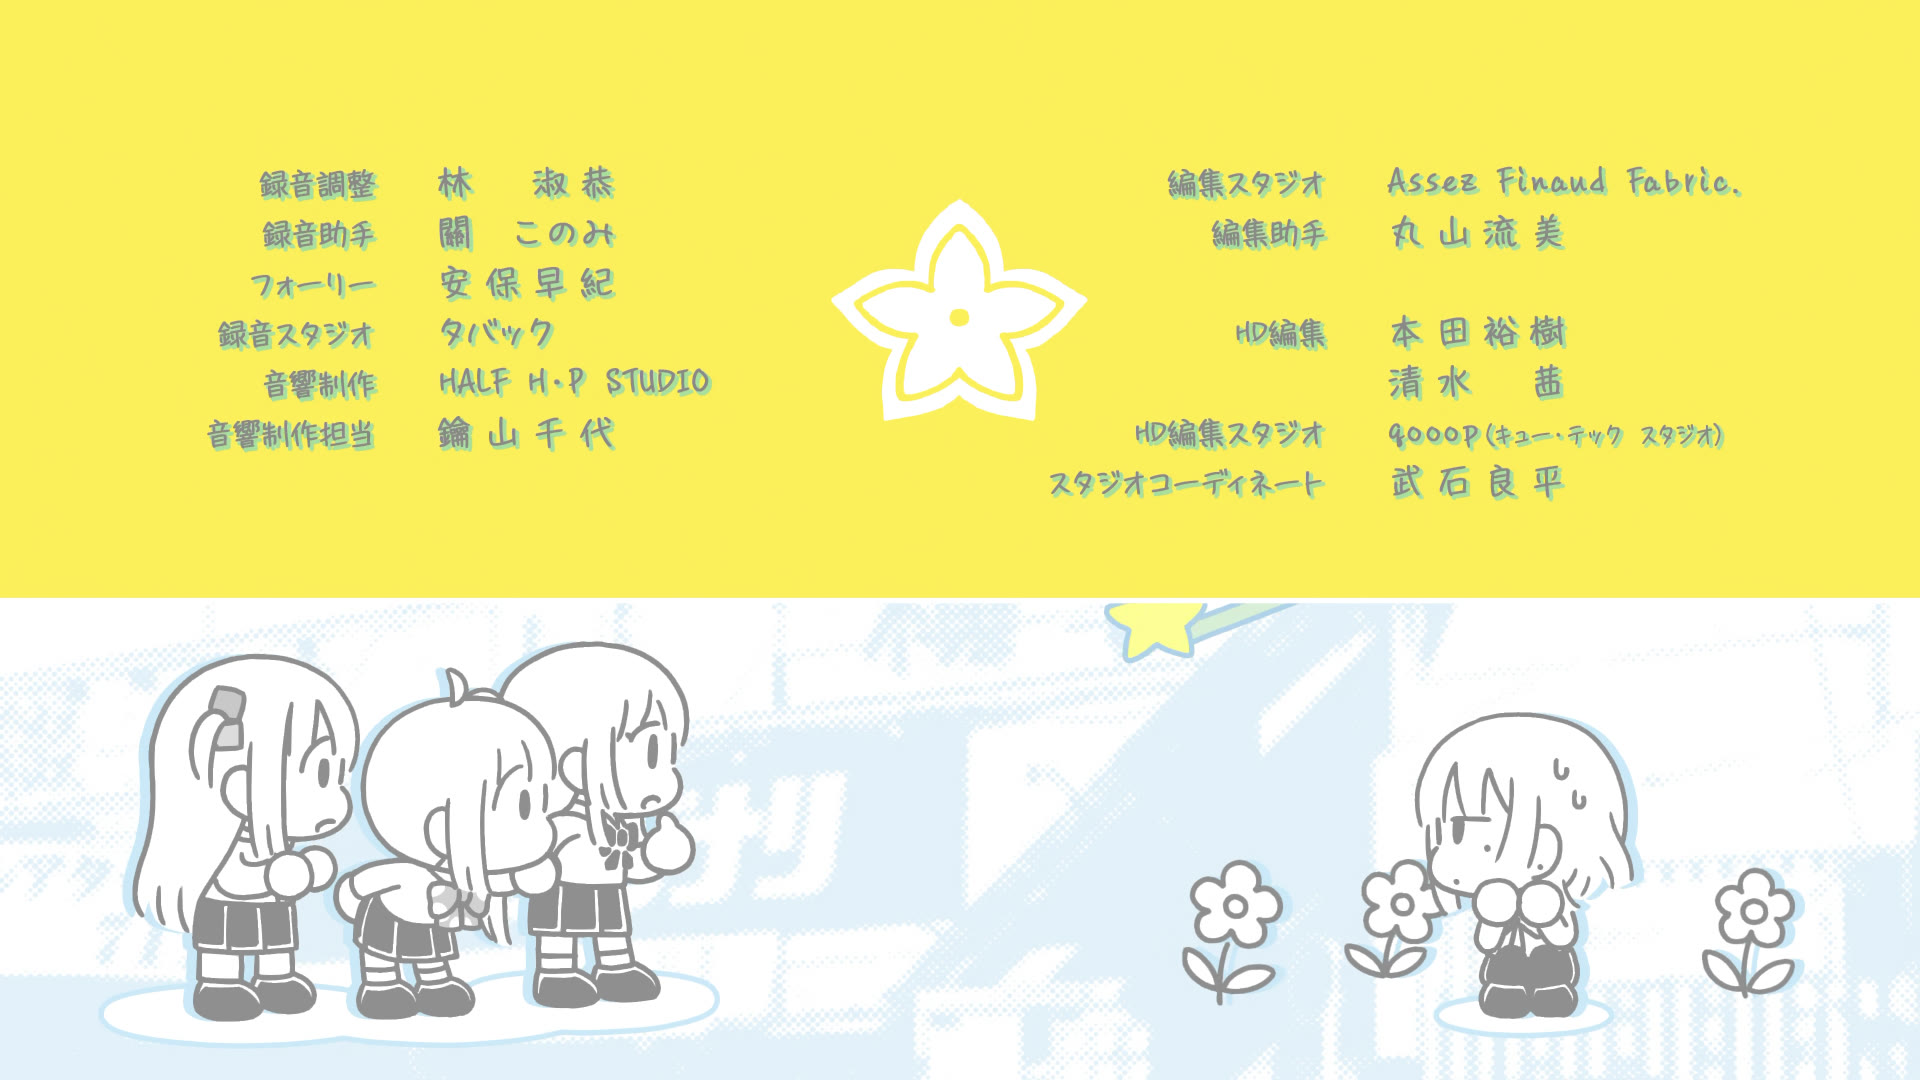 録音調整 林 淑恭
録音助手 關 このみ
フォーリー 安保早紀
録音スタジオ タバック
音響制作 HALF H・P STUDIO
音響制作担当 鑰山千代
編集スタジオ Assez Finaud Fabric.
編集助手 丸山流美
HD編集 本田裕樹
清水 茜
HD編集スタジオ q000p(キュー・テック スタジオ)
スタジオコーディネート 武石良平